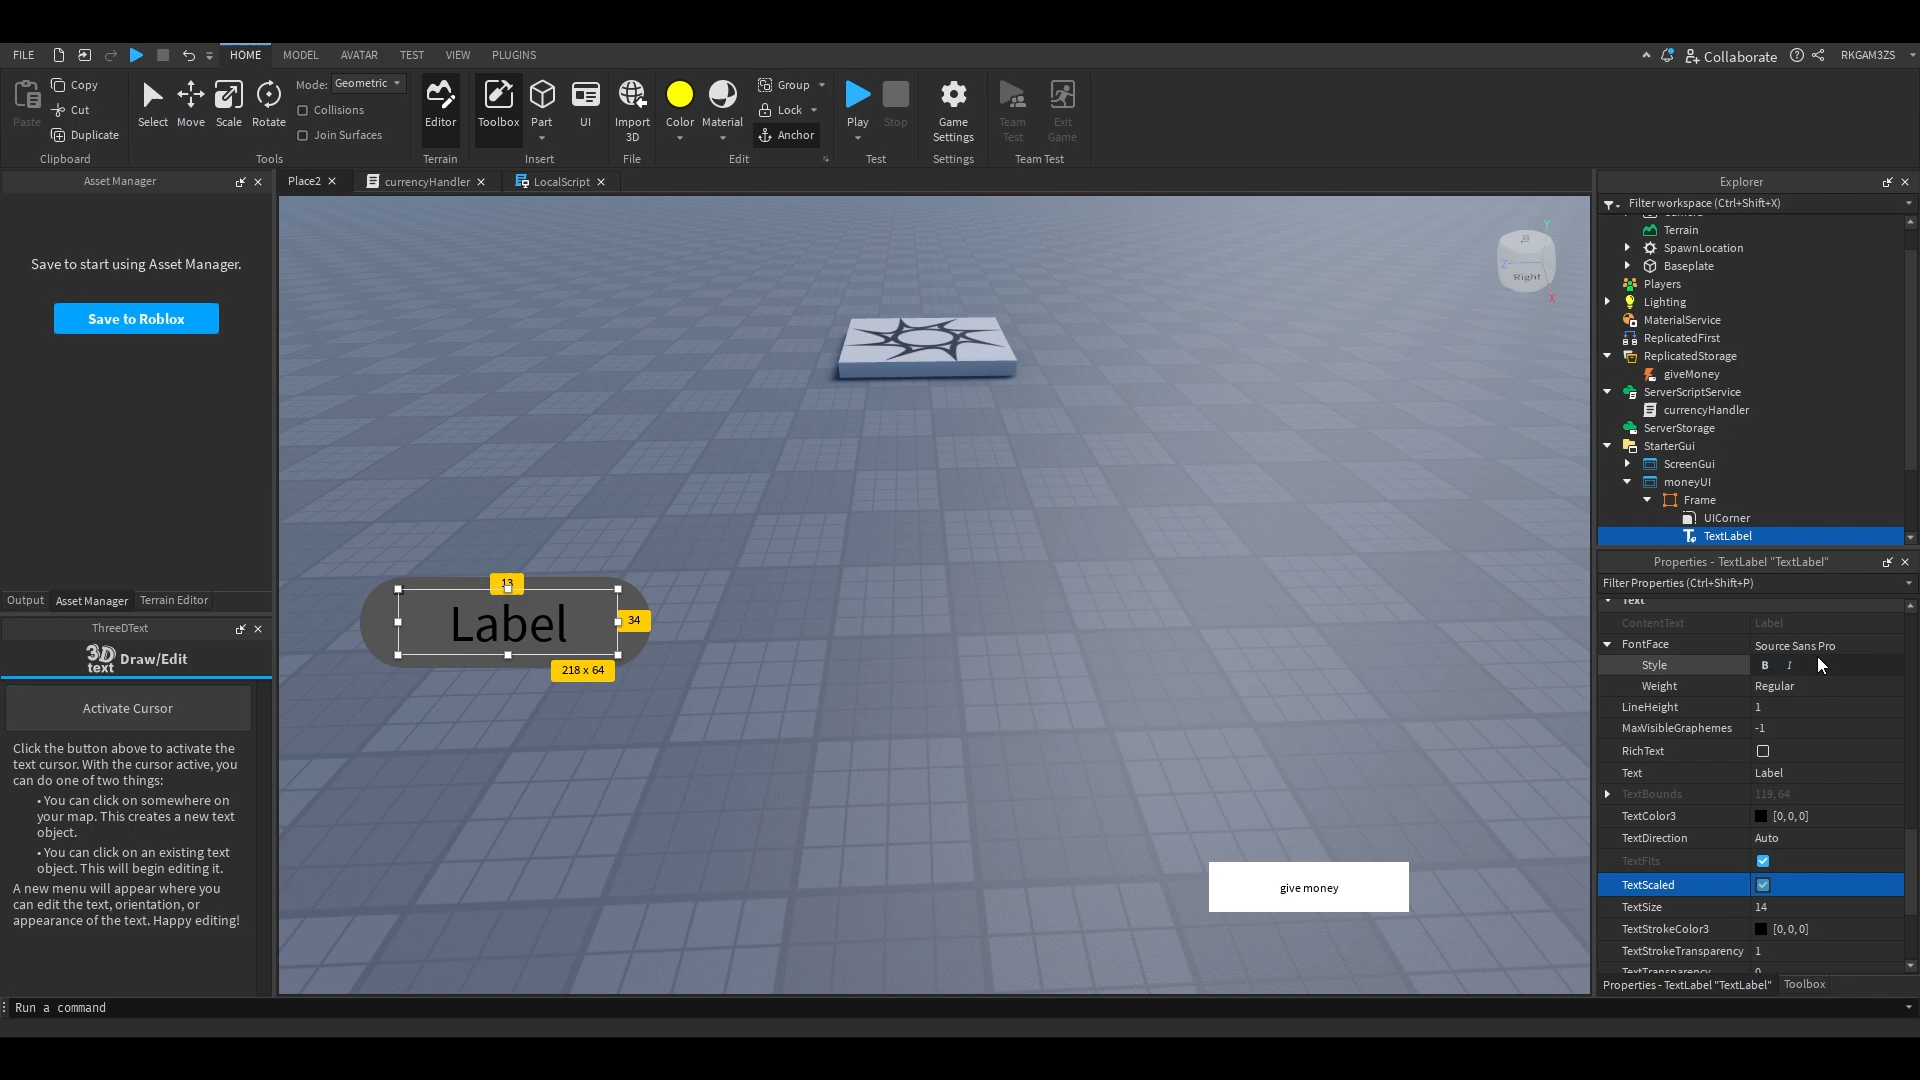 FILE HOME MODEL AVATAR TEST VIEW PLUGINS Collaborate RKGAM3ZS
Paste Copy Cut Duplicate
Clipboard
Select Move Scale Rotate
Mode: Geometric
Collisions
Join Surfaces
Tools
Editor
Terrain
Toolbox Part UI
Insert
Import
3D
File
Color Material Group Lock Anchor
Edit
Play Stop
Test
Game
Settings
Settings
Team
Test
Exit
Game
Team Test
Asset Manager
Save to start using Asset Manager.
Save to Roblox
Output Asset Manager Terrain Editor
ThreeDText
3D
text
Draw/Edit
Activate Cursor
Click the button above to activate the
text cursor. With the cursor active, you
can do one of two things:
• You can click on somewhere on
your map. This creates a new text
object.
• You can click on an existing text
object. This will begin editing it.
A new menu will appear where you
can edit the text, orientation, or
appearance of the text. Happy editing!
Place2 currencyHandler LocalScript
Y
Z
Right
X
13
Label
34
218 x 64
give money
Explorer
Filter workspace (Ctrl+Shift+X)
Terrain
SpawnLocation
Baseplate
Players
Lighting
MaterialService
ReplicatedFirst
ReplicatedStorage
giveMoney
ServerScriptService
currencyHandler
ServerStorage
StarterGui
ScreenGui
moneyUI
Frame
UICorner
TextLabel
Properties - TextLabel "TextLabel"
Filter Properties (Ctrl+Shift+P)
Text
ContentText Label
FontFace Source Sans Pro
Style B I
Weight Regular
LineHeight 1
MaxVisibleGraphemes -1
RichText
Text Label
TextBounds 119, 64
TextColor3 [0, 0, 0]
TextDirection Auto
TextFits
TextScaled
TextSize 14
TextStrokeColor3 [0, 0, 0]
TextStrokeTransparency 1
TextTransparency 0
Properties - TextLabel "TextLabel" Toolbox
Run a command